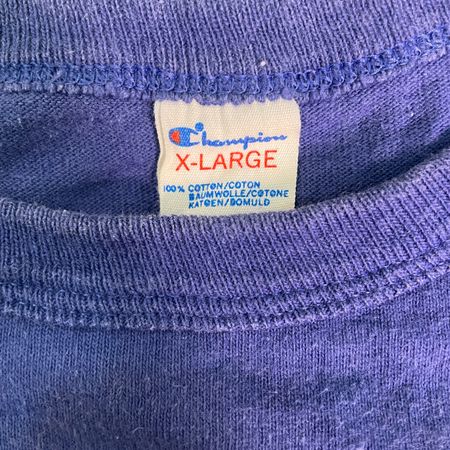 Champion
X-LARGE
100% COTTON/COTON
BAUMWOLLE/COTONE
KATOEN/BOMULD